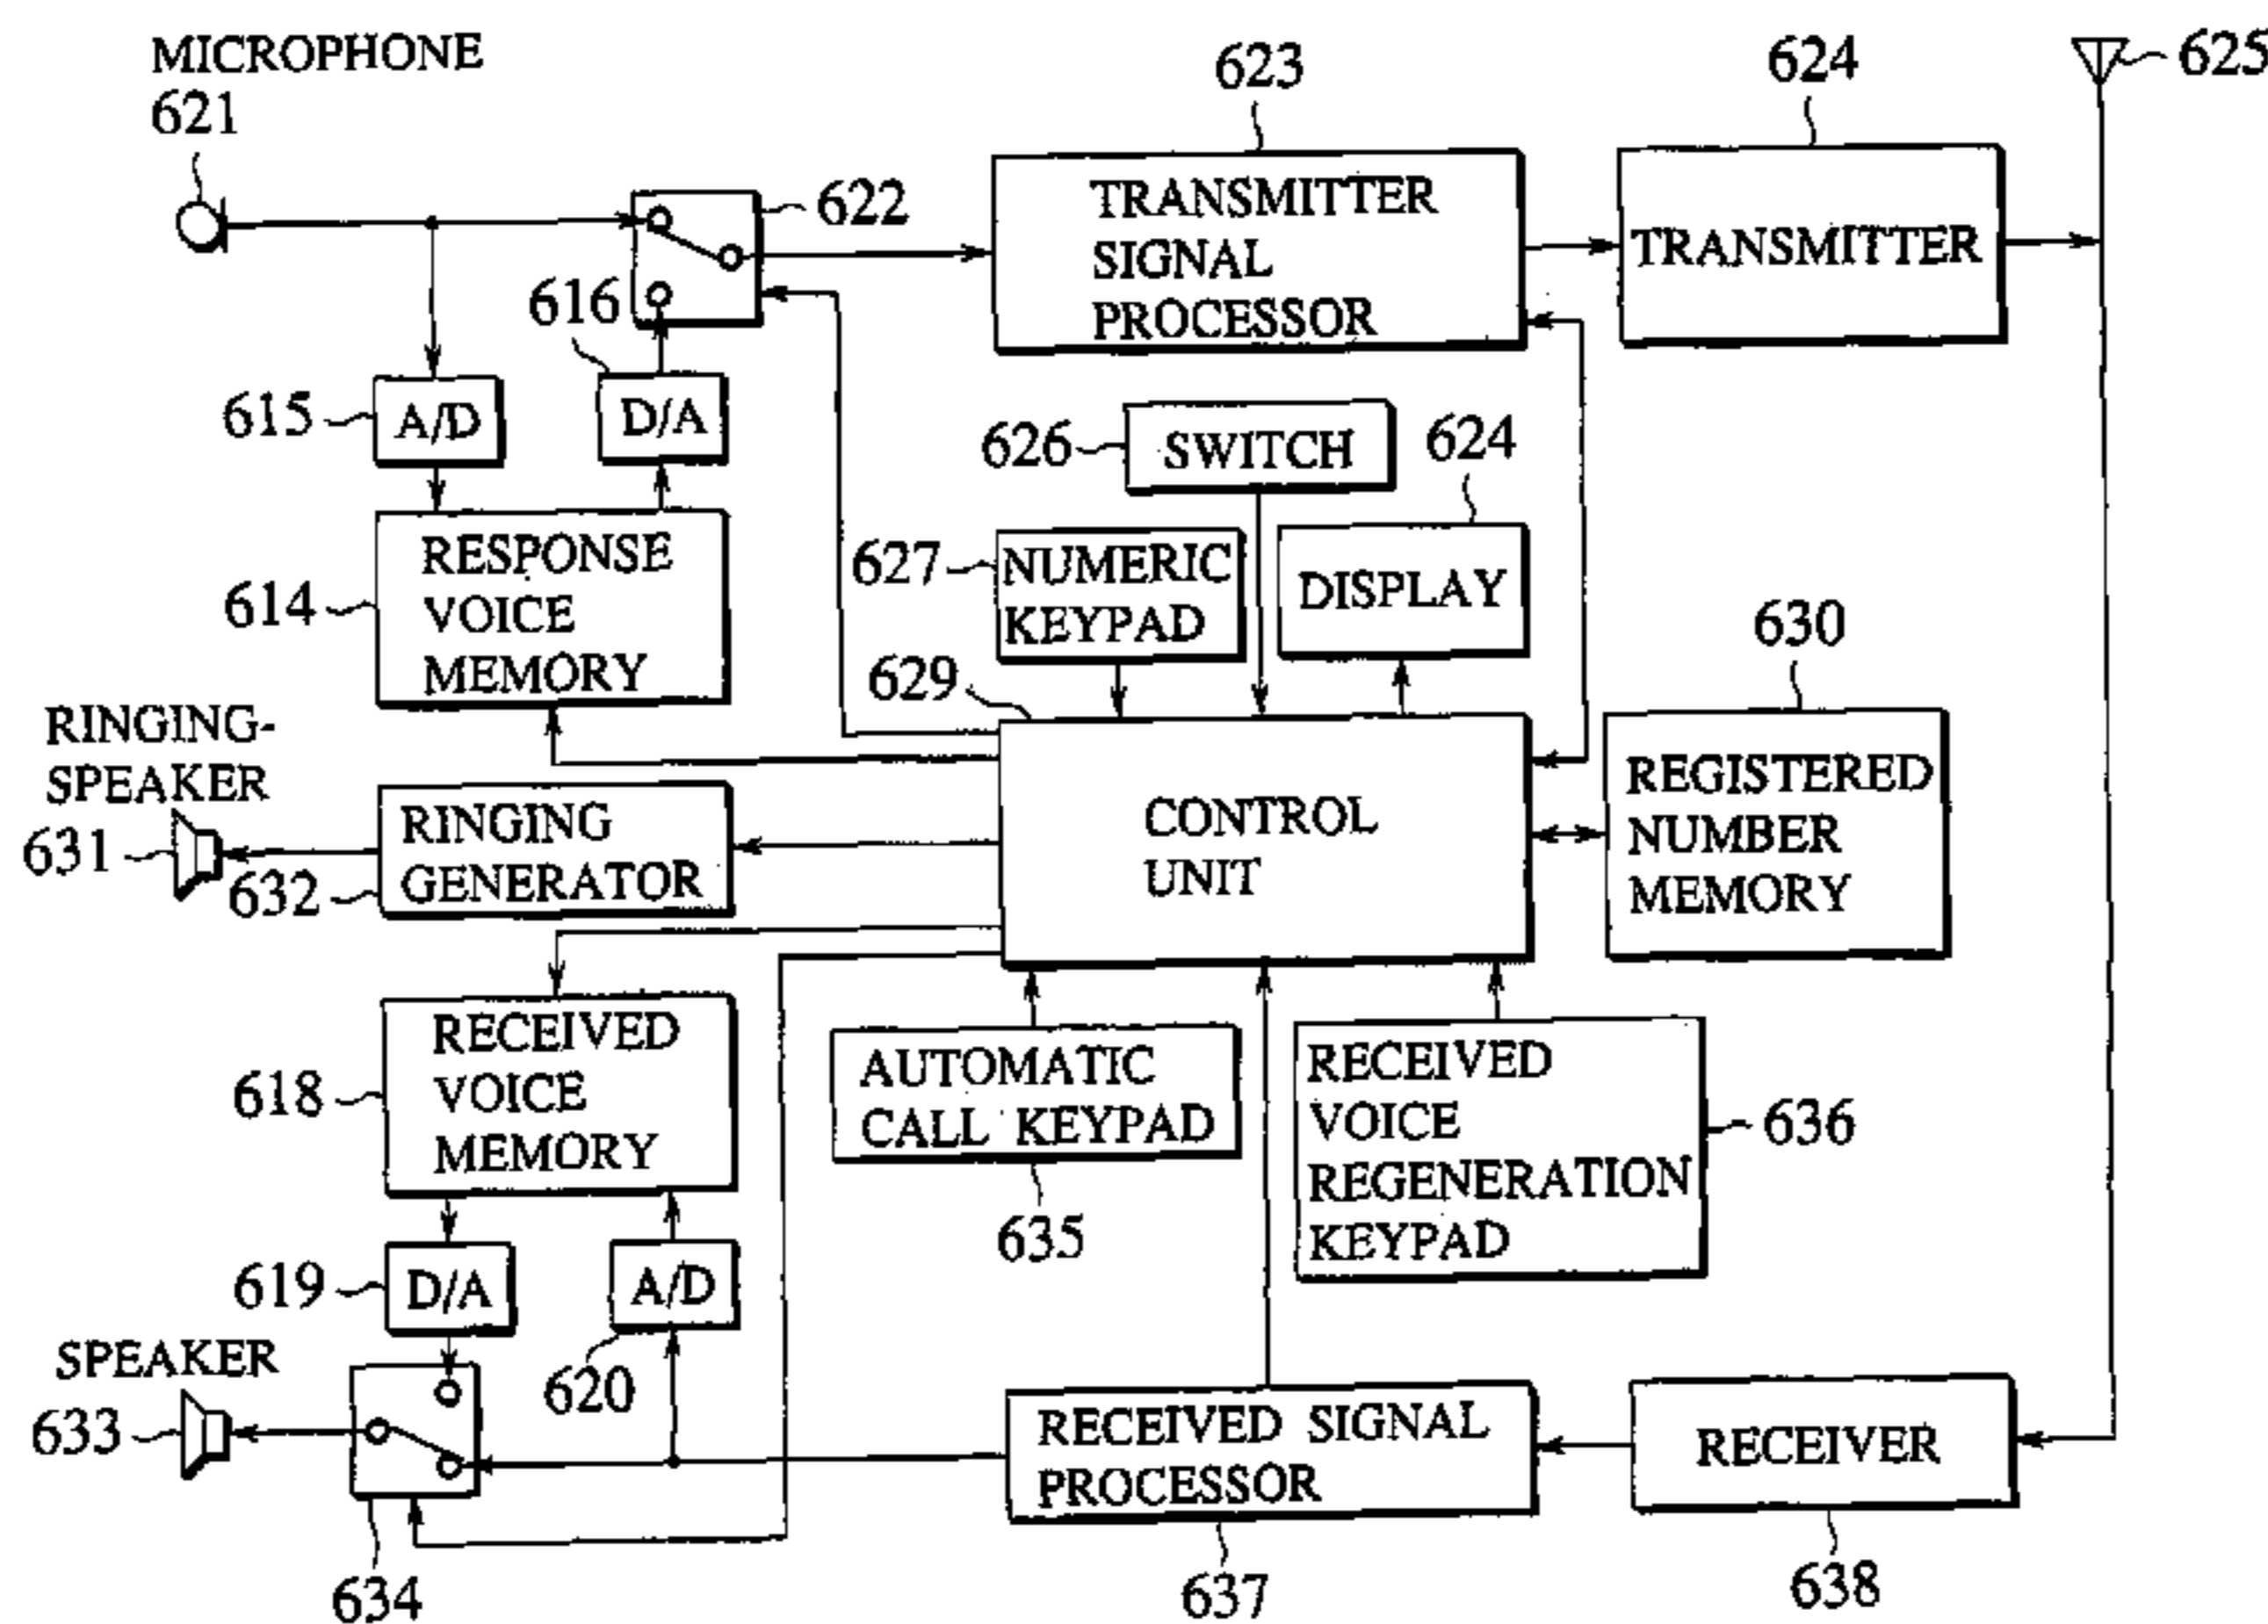 MICROPHONE
621
622
623
624
625
TRANSMITTER
SIGNAL
PROCESSOR
TRANSMITTER
616
615
A/D
D/A
626
SWITCH
624
614
RESPONSE
VOICE
MEMORY
627
NUMERIC
KEYPAD
DISPLAY
629
630
RINGING-
SPEAKER
631
632
RINGING
GENERATOR
CONTROL
UNIT
REGISTERED
NUMBER
MEMORY
618
RECEIVED
VOICE
MEMORY
AUTOMATIC
CALL KEYPAD
635
RECEIVED
VOICE
REGENERATION
KEYPAD
636
619
D/A
A/D
620
SPEAKER
633
634
RECEIVED SIGNAL
PROCESSOR
637
RECEIVER
638